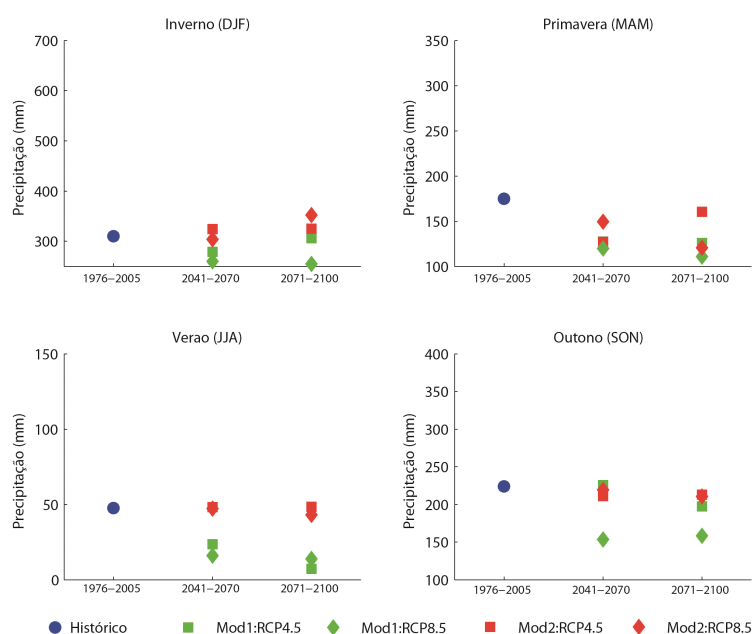 Inverno (DJF)
Precipitação (mm)
700
600
500
400
300
1976–2005
2041–2070
2071–2100
Primavera (MAM)
Precipitação (mm)
350
300
250
200
150
100
1976–2005
2041–2070
2071–2100
Verao (JJA)
Precipitação (mm)
150
100
50
0
1976–2005
2041–2070
2071–2100
Outono (SON)
Precipitação (mm)
400
350
300
250
200
150
100
1976–2005
2041–2070
2071–2100
Histórico
Mod1:RCP4.5
Mod1:RCP8.5
Mod2:RCP4.5
Mod2:RCP8.5